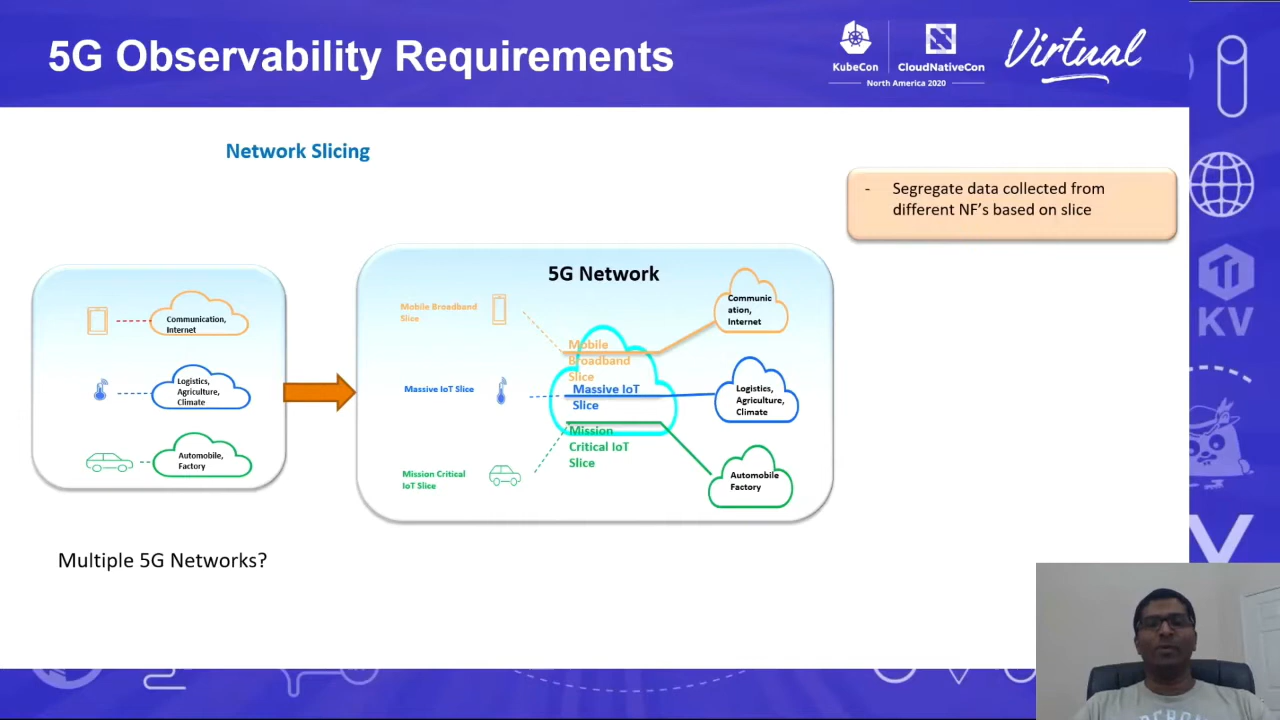 5G Observability Requirements
KubeCon
CloudNativeCon
North America 2020
Virtual
Network Slicing
- Segregate data collected from
different NF's based on slice
Communication,
Internet
Logistics,
Agriculture,
Climate
Automobile,
Factory
5G Network
Mobile Broadband
Slice
Massive IoT Slice
Mission Critical
IoT Slice
Mobile
Broadband
Slice
Massive IoT
Slice
Mission
Critical IoT
Slice
Communic
ation,
Internet
Logistics,
Agriculture,
Climate
Automobile
Factory
Multiple 5G Networks?
KV